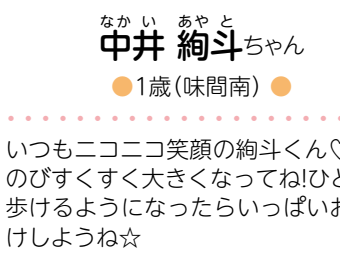 なかい あやと
中井 絢斗ちゃん
●1歳(味間南)●
いつもニコニコ笑顔の絢斗くん♡
のびすくすく大きくなってね!ひと
歩けるようになったらいっぱいお
けしようね☆